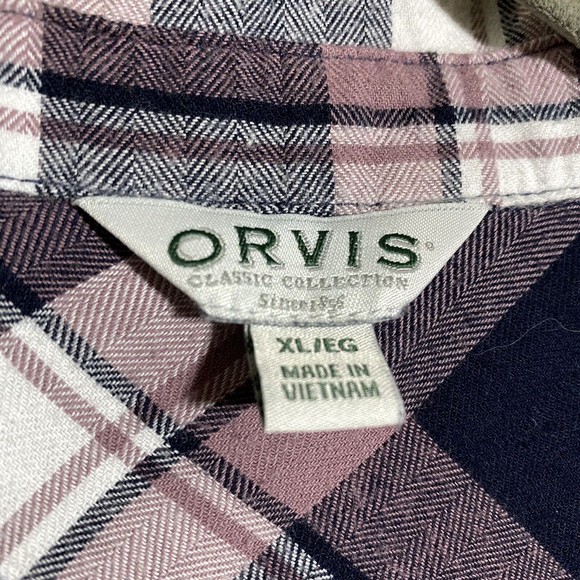 ORVIS
CLASSIC COLLECTION
Since 1856
XL/EG
MADE IN
VIETNAM